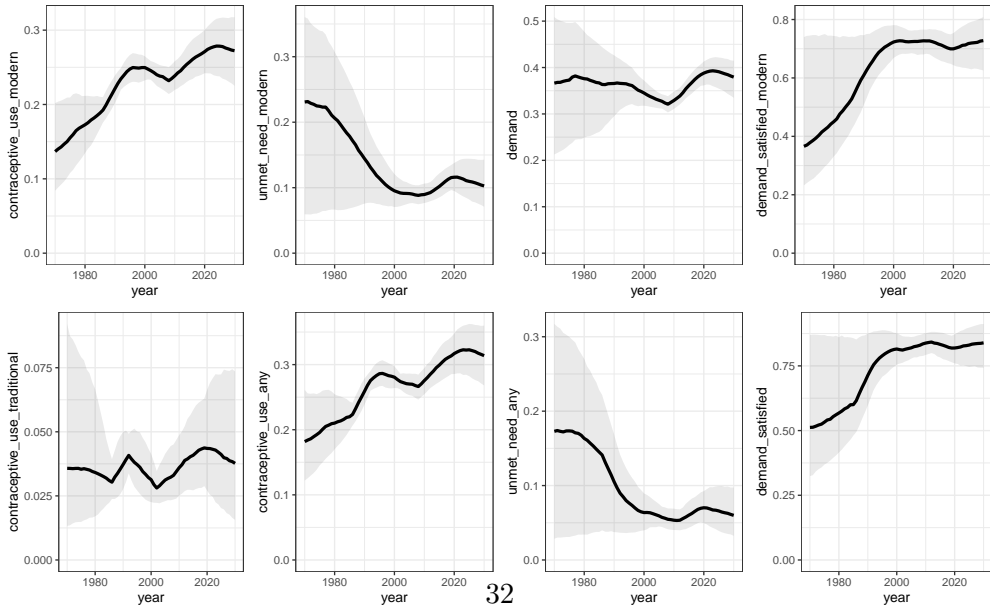 contraceptive_use_modern
0.3
0.2
0.1
0.0
1980 2000 2020
year
unmet_need_modern
0.3
0.2
0.1
0.0
1980 2000 2020
year
demand
0.5
0.4
0.3
0.2
0.1
0.0
1980 2000 2020
year
demand_satisfied_modern
0.8
0.6
0.4
0.2
0.0
1980 2000 2020
year
contraceptive_use_traditional
0.075
0.050
0.025
0.000
1980 2000 2020
year
contraceptive_use_any
0.3
0.2
0.1
0.0
1980 2000 2020
year
unmet_need_any
0.3
0.2
0.1
0.0
1980 2000 2020
year
demand_satisfied
0.75
0.50
0.25
0.00
1980 2000 2020
year
32